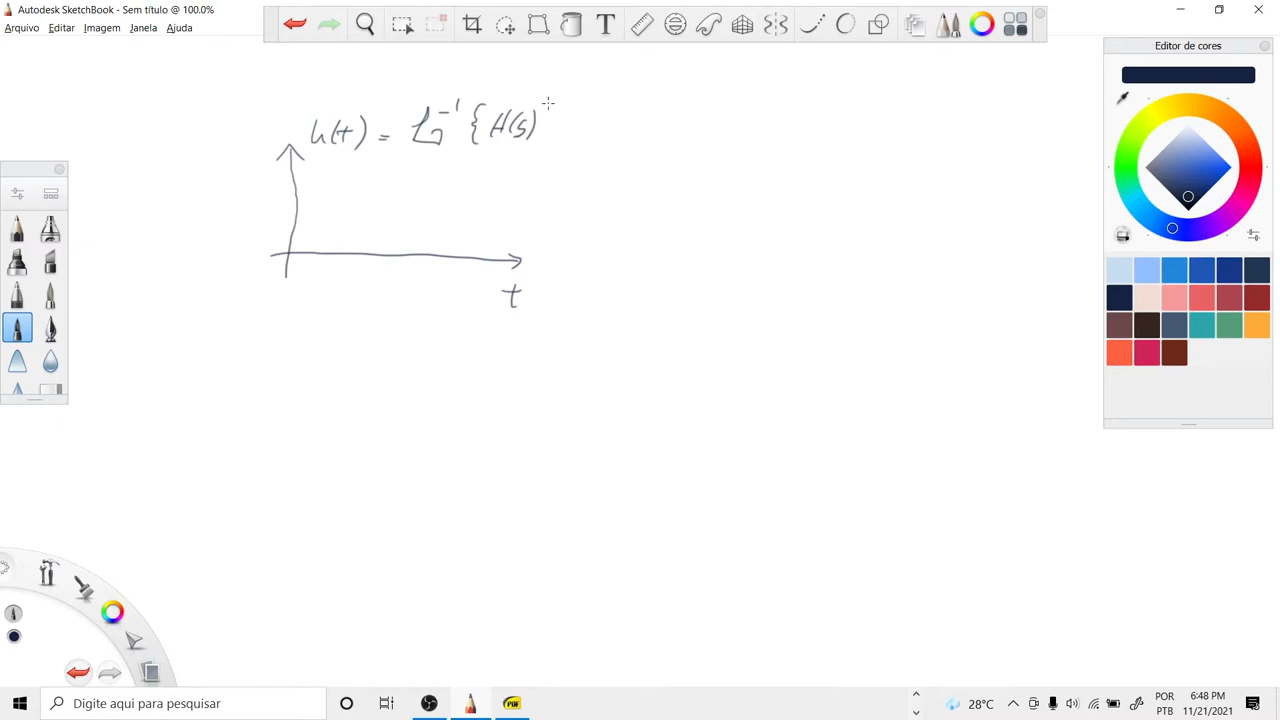 Autodesk SketchBook - Sem título @ 100.0%
Arquivo Editar Imagem Janela Ajuda
T
Editor de cores
h(t) = L⁻¹ {H(s)
t
Digite aqui para pesquisar
PDF
28°C
POR
PTB
6:48 PM
11/21/2021